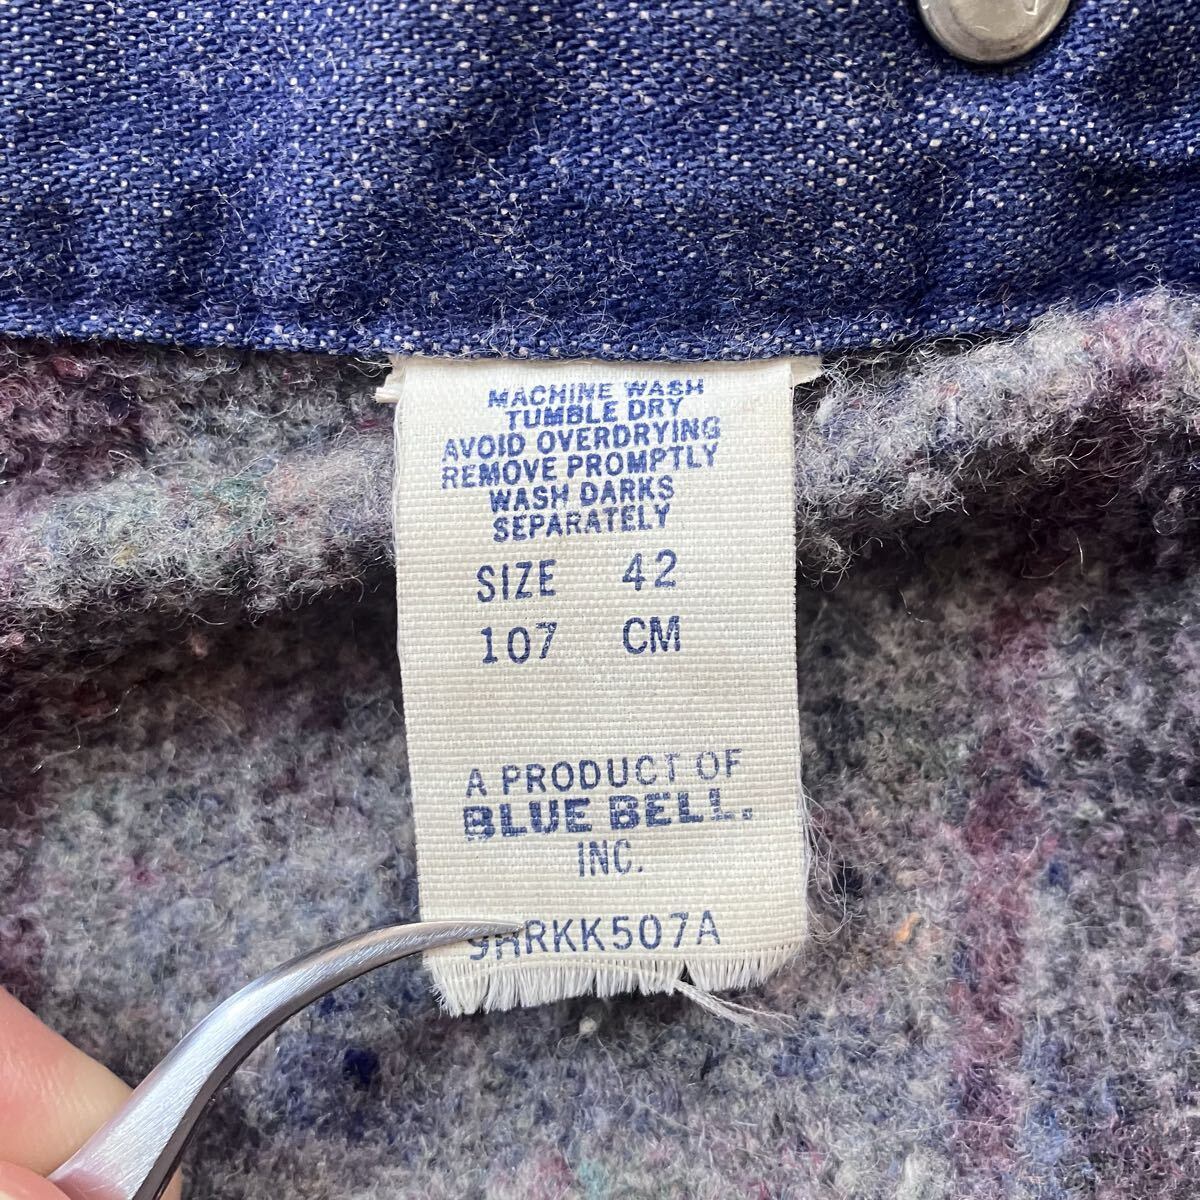 MACHINE WASH
TUMBLE DRY
AVOID OVERDRYING
REMOVE PROMPTLY
WASH DARKS
SEPARATELY
SIZE 42
107 CM
A PRODUCT OF
BLUE BELL,
INC.